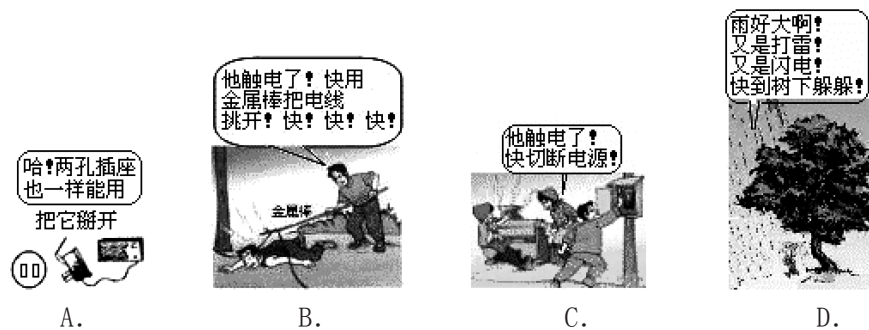 哈！两孔插座
也一样能用
把它掰开
A.
他触电了！快用
金属棒把电线
挑开！快！快！快！
金属棒
B.
他触电了！
快切断电源！
C.
雨好大啊！
又是打雷！
又是闪电！
快到树下躲躲！
D.